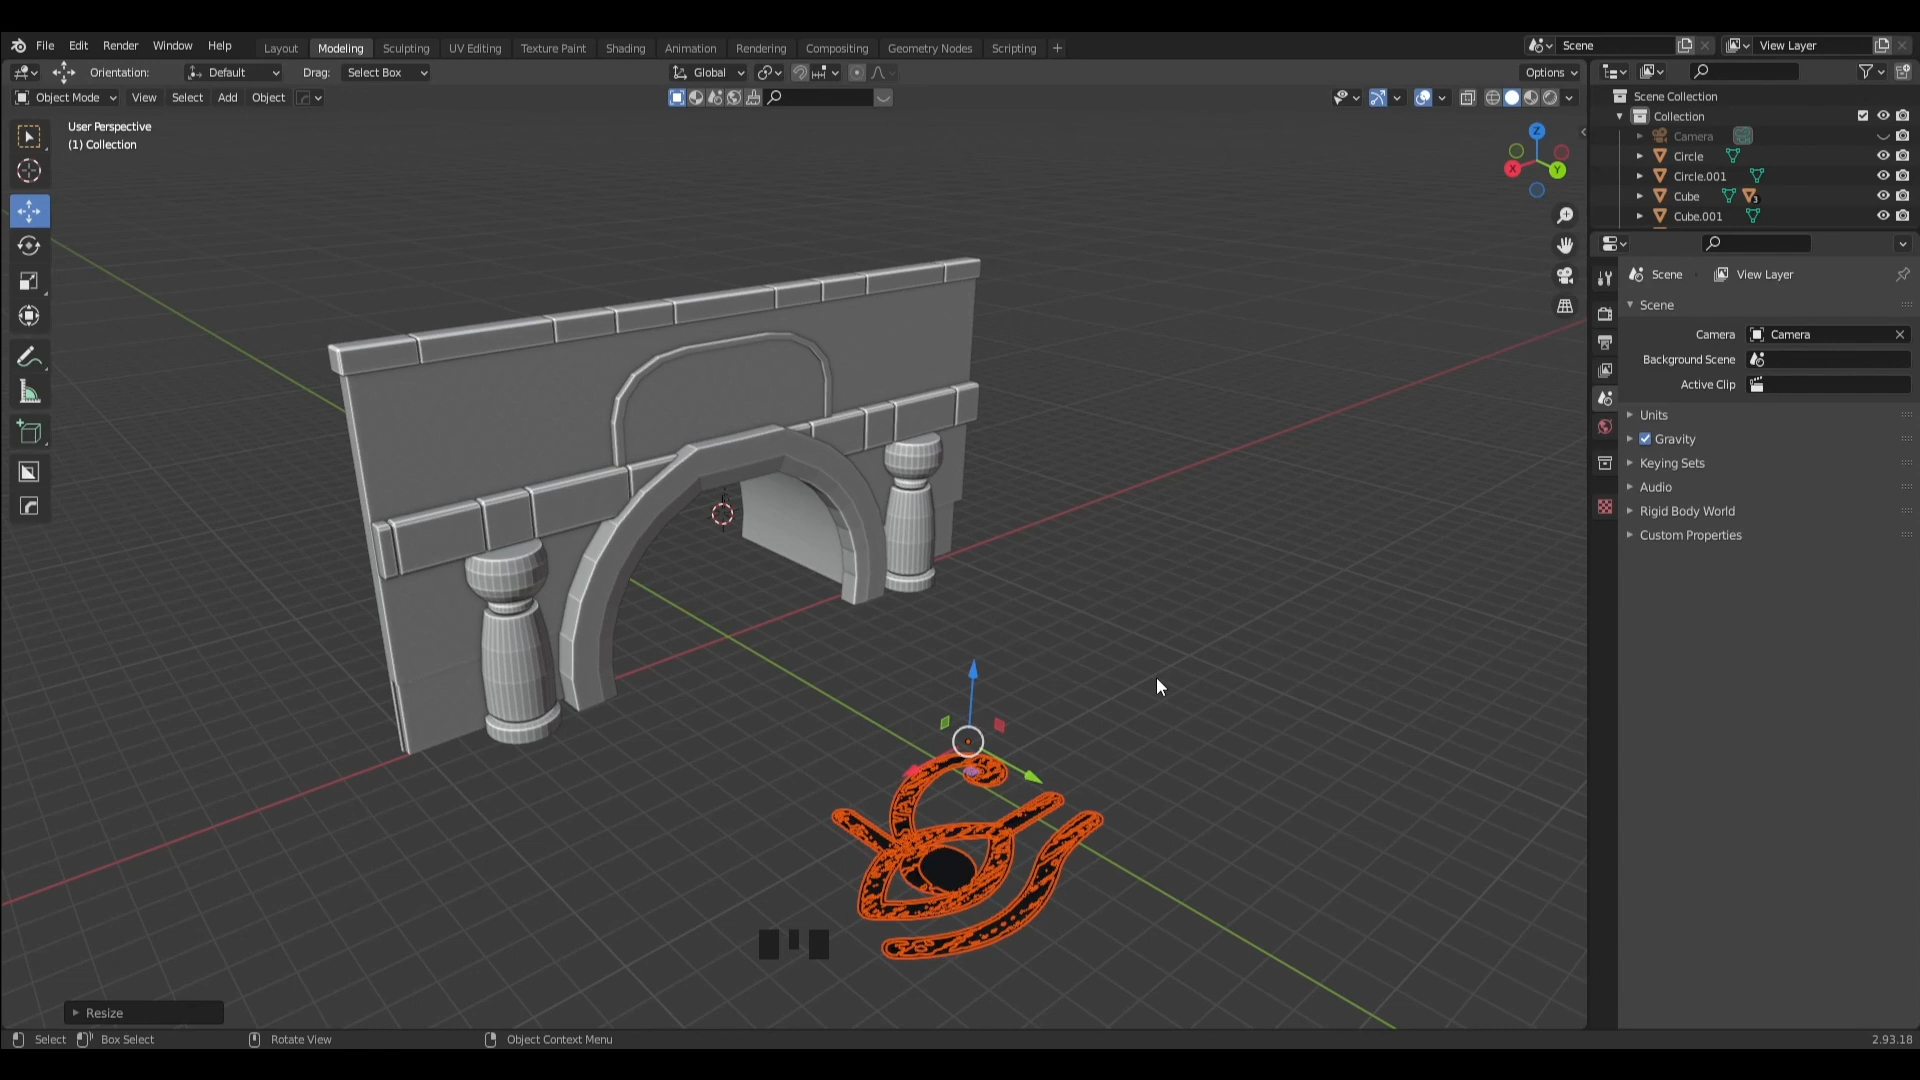 File Edit Render Window Help
Layout Modeling Sculpting UV Editing Texture Paint Shading Animation Rendering Compositing Geometry Nodes Scripting +
Scene View Layer
Orientation: Default Drag: Select Box Global Options
Object Mode View Select Add Object
User Perspective
(1) Collection
Z
X
Y
Scene Collection
Collection
Camera
Circle
Circle.001
Cube 3
Cube.001
Scene View Layer
Scene
Camera Camera
Background Scene
Active Clip
Units
Gravity
Keying Sets
Audio
Rigid Body World
Custom Properties
Resize
Select Box Select Rotate View Object Context Menu 2.93.18